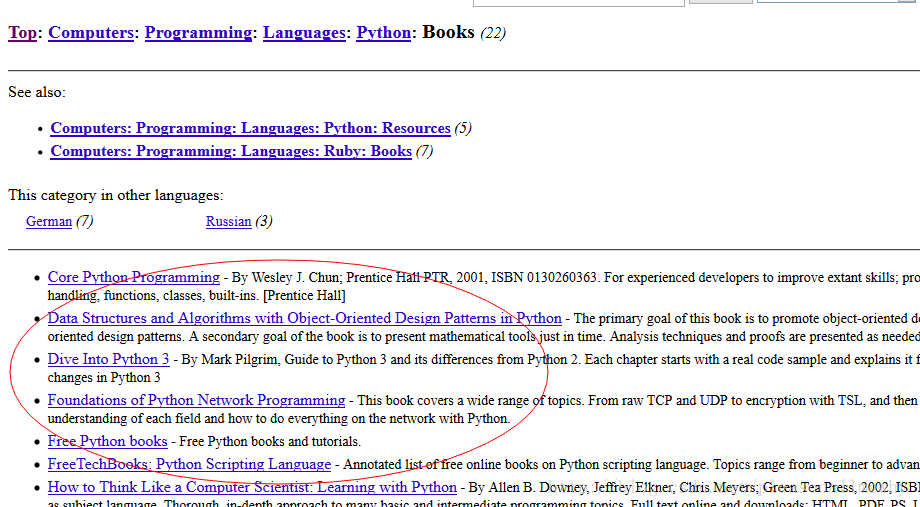 Top: Computers: Programming: Languages: Python: Books (22)
See also:
• Computers: Programming: Languages: Python: Resources (5)
• Computers: Programming: Languages: Ruby: Books (7)
This category in other languages:
German (7) Russian (3)
• Core Python Programming - By Wesley J. Chun; Prentice Hall PTR, 2001, ISBN 0130260363. For experienced developers to improve extant skills; pro
handling, functions, classes, built-ins. [Prentice Hall]
• Data Structures and Algorithms with Object-Oriented Design Patterns in Python - The primary goal of this book is to promote object-oriented de
oriented design patterns. A secondary goal of the book is to present mathematical tools just in time. Analysis techniques and proofs are presented as needed
• Dive Into Python 3 - By Mark Pilgrim, Guide to Python 3 and its differences from Python 2. Each chapter starts with a real code sample and explains it f
changes in Python 3
• Foundations of Python Network Programming - This book covers a wide range of topics. From raw TCP and UDP to encryption with TSL, and then
understanding of each field and how to do everything on the network with Python.
• Free Python books - Free Python books and tutorials.
• FreeTechBooks: Python Scripting Language - Annotated list of free online books on Python scripting language. Topics range from beginner to advan
• How to Think Like a Computer Scientist: Learning with Python - By Allen B. Downey, Jeffrey Elkner, Chris Meyers; Green Tea Press, 2002, ISB
as subject language. Thorough, in-depth approach to many basic and intermediate programming topics. Full text online and downloads: HTML, PDF, PS, L